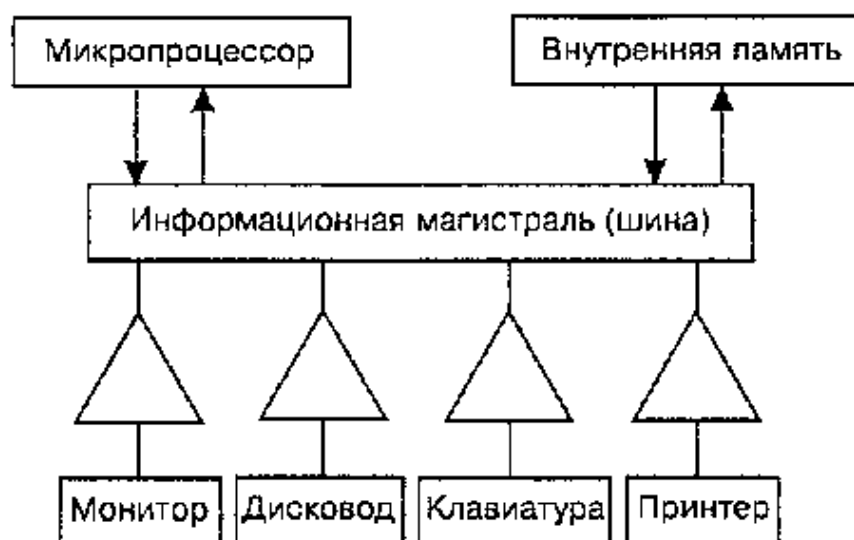 Микропроцессор
Внутренняя память
Информационная магистраль (шина)
Монитор
Дисковод
Клавиатура
Принтер